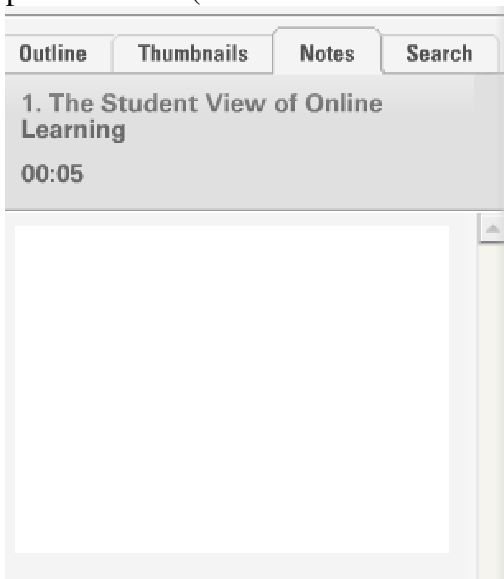 Outline Thumbnails Notes Search
1. The Student View of Online
Learning
00:05